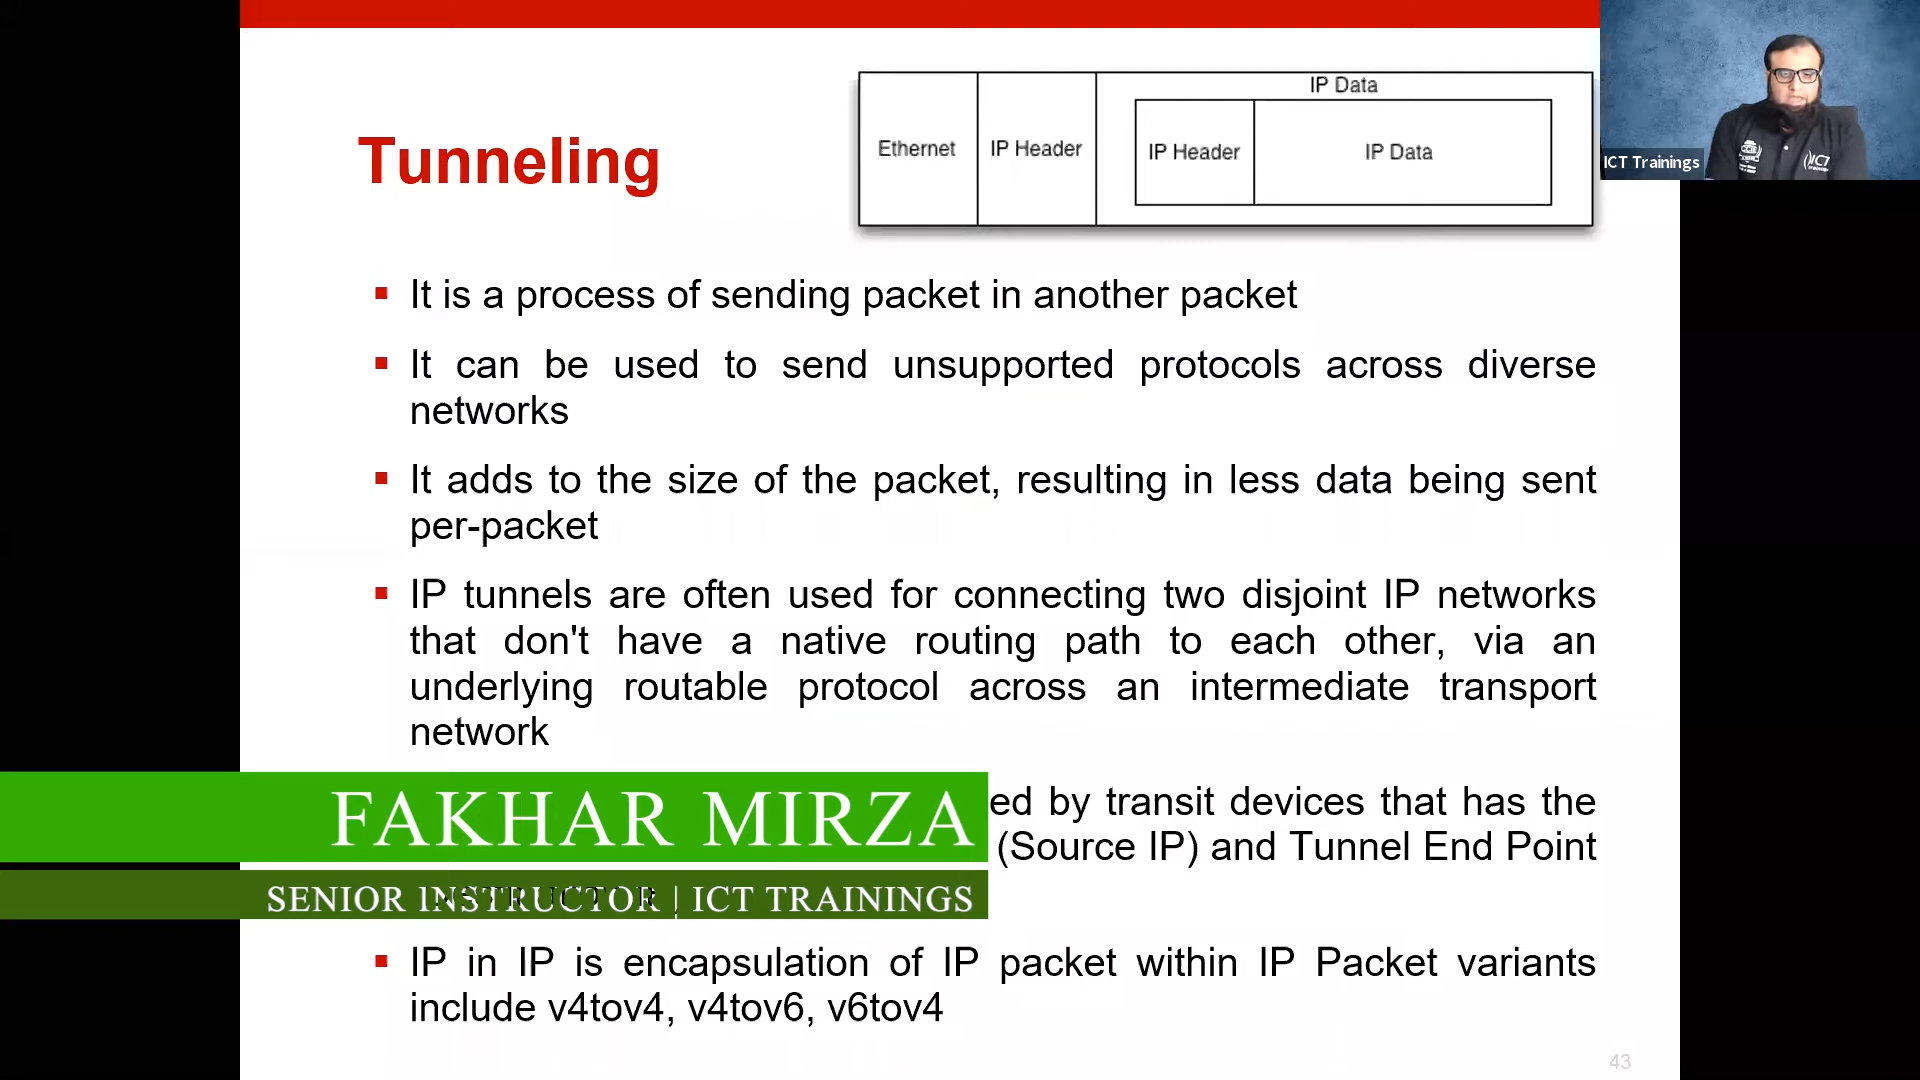 IP Data
Ethernet
IP Header
IP Header
IP Data
Tunneling
ICT Trainings
ICT
It is a process of sending packet in another packet
It can be used to send unsupported protocols across diverse
networks
It adds to the size of the packet, resulting in less data being sent
per-packet
IP tunnels are often used for connecting two disjoint IP networks
that don't have a native routing path to each other, via an
underlying routable protocol across an intermediate transport
network
ed by transit devices that has the
(Source IP) and Tunnel End Point
FAKHAR MIRZA
SENIOR INSTRUCTOR | ICT TRAININGS
IP in IP is encapsulation of IP packet within IP Packet variants
include v4tov4, v4tov6, v6tov4
43